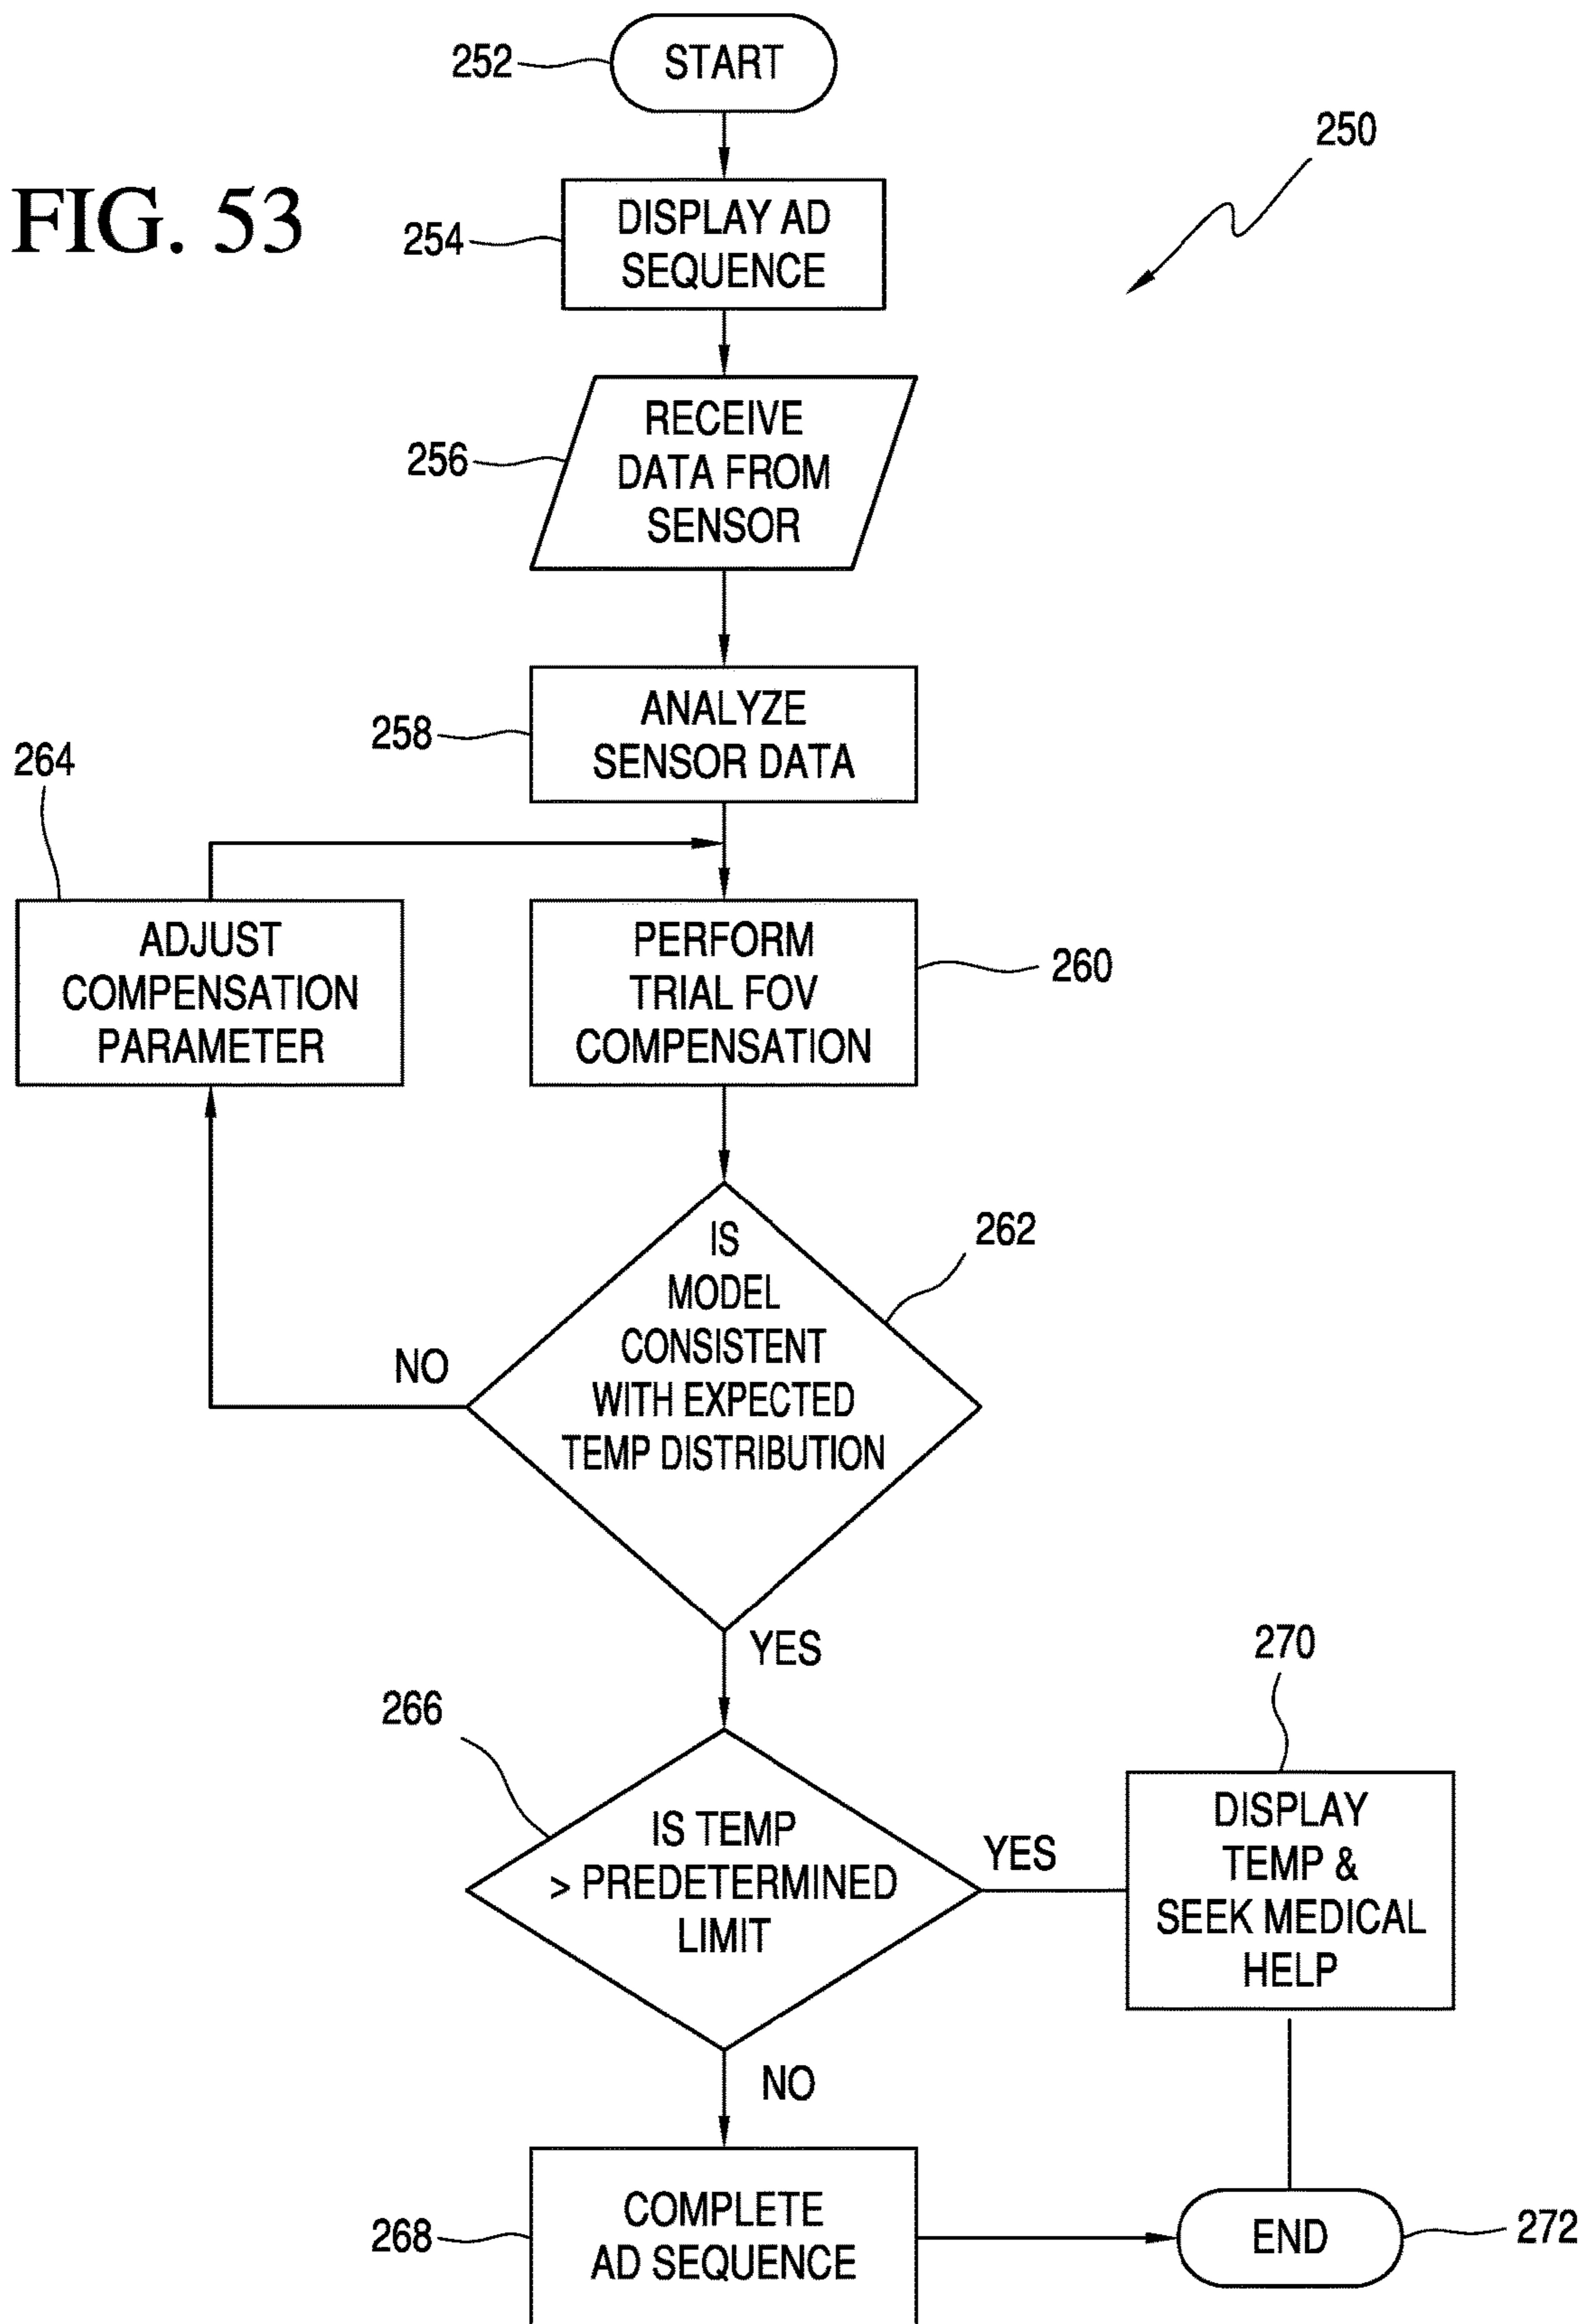 252
START
250
FIG. 53
254
DISPLAY AD
SEQUENCE
256
RECEIVE
DATA FROM
SENSOR
258
ANALYZE
SENSOR DATA
264
ADJUST
COMPENSATION
PARAMETER
PERFORM
TRIAL FOV
COMPENSATION
260
IS
MODEL
CONSISTENT
WITH EXPECTED
TEMP DISTRIBUTION
262
NO
YES
266
IS TEMP
> PREDETERMINED
LIMIT
YES
270
DISPLAY
TEMP &
SEEK MEDICAL
HELP
NO
268
COMPLETE
AD SEQUENCE
END
272